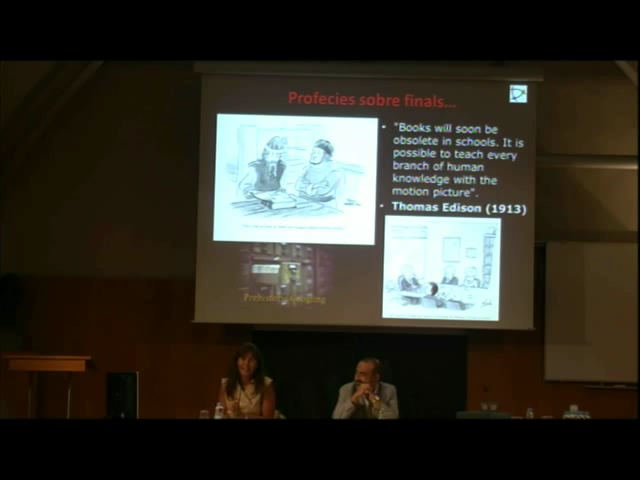 Profecies sobre finals...
• "Books will soon be
obsolete in schools. It is
possible to teach every
branch of human
knowledge with the
motion picture".
• Thomas Edison (1913)